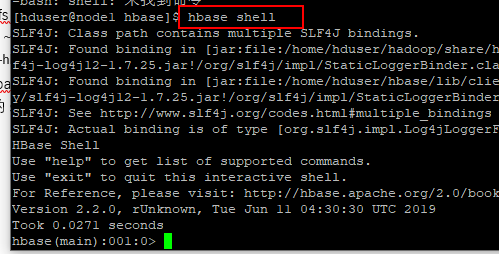 -bash: shell: 未找到命令
[hduser@node1 hbase]$ hbase shell
SLF4J: Class path contains multiple SLF4J bindings.
SLF4J: Found binding in [jar:file:/home/hduser/hadoop/share/h
f4j-log4j12-1.7.25.jar!/org/slf4j/impl/StaticLoggerBinder.cla
SLF4J: Found binding in [jar:file:/home/hduser/hbase/lib/clie
y/slf4j-log4j12-1.7.25.jar!/org/slf4j/impl/StaticLoggerBinder
SLF4J: See http://www.slf4j.org/codes.html#multiple_bindings
SLF4J: Actual binding is of type [org.slf4j.impl.Log4jLoggerF
HBase Shell
Use "help" to get list of supported commands.
Use "exit" to quit this interactive shell.
For Reference, please visit: http://hbase.apache.org/2.0/book
Version 2.2.0, rUnknown, Tue Jun 11 04:30:30 UTC 2019
Took 0.0271 seconds
hbase(main):001:0>